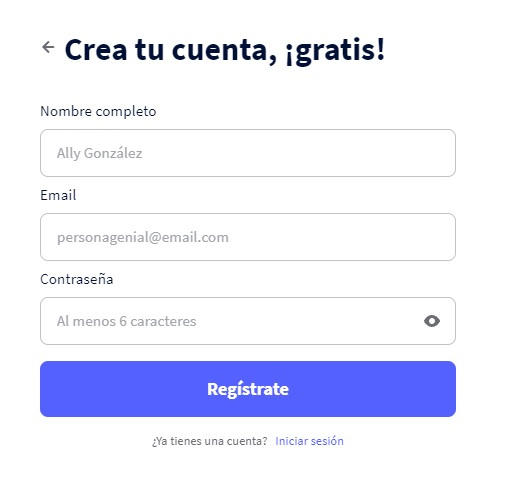 Crea tu cuenta, ¡gratis!
Nombre completo
Ally González
Email
personagenial@email.com
Contraseña
Al menos 6 caracteres
Regístrate
¿Ya tienes una cuenta? Iniciar sesión